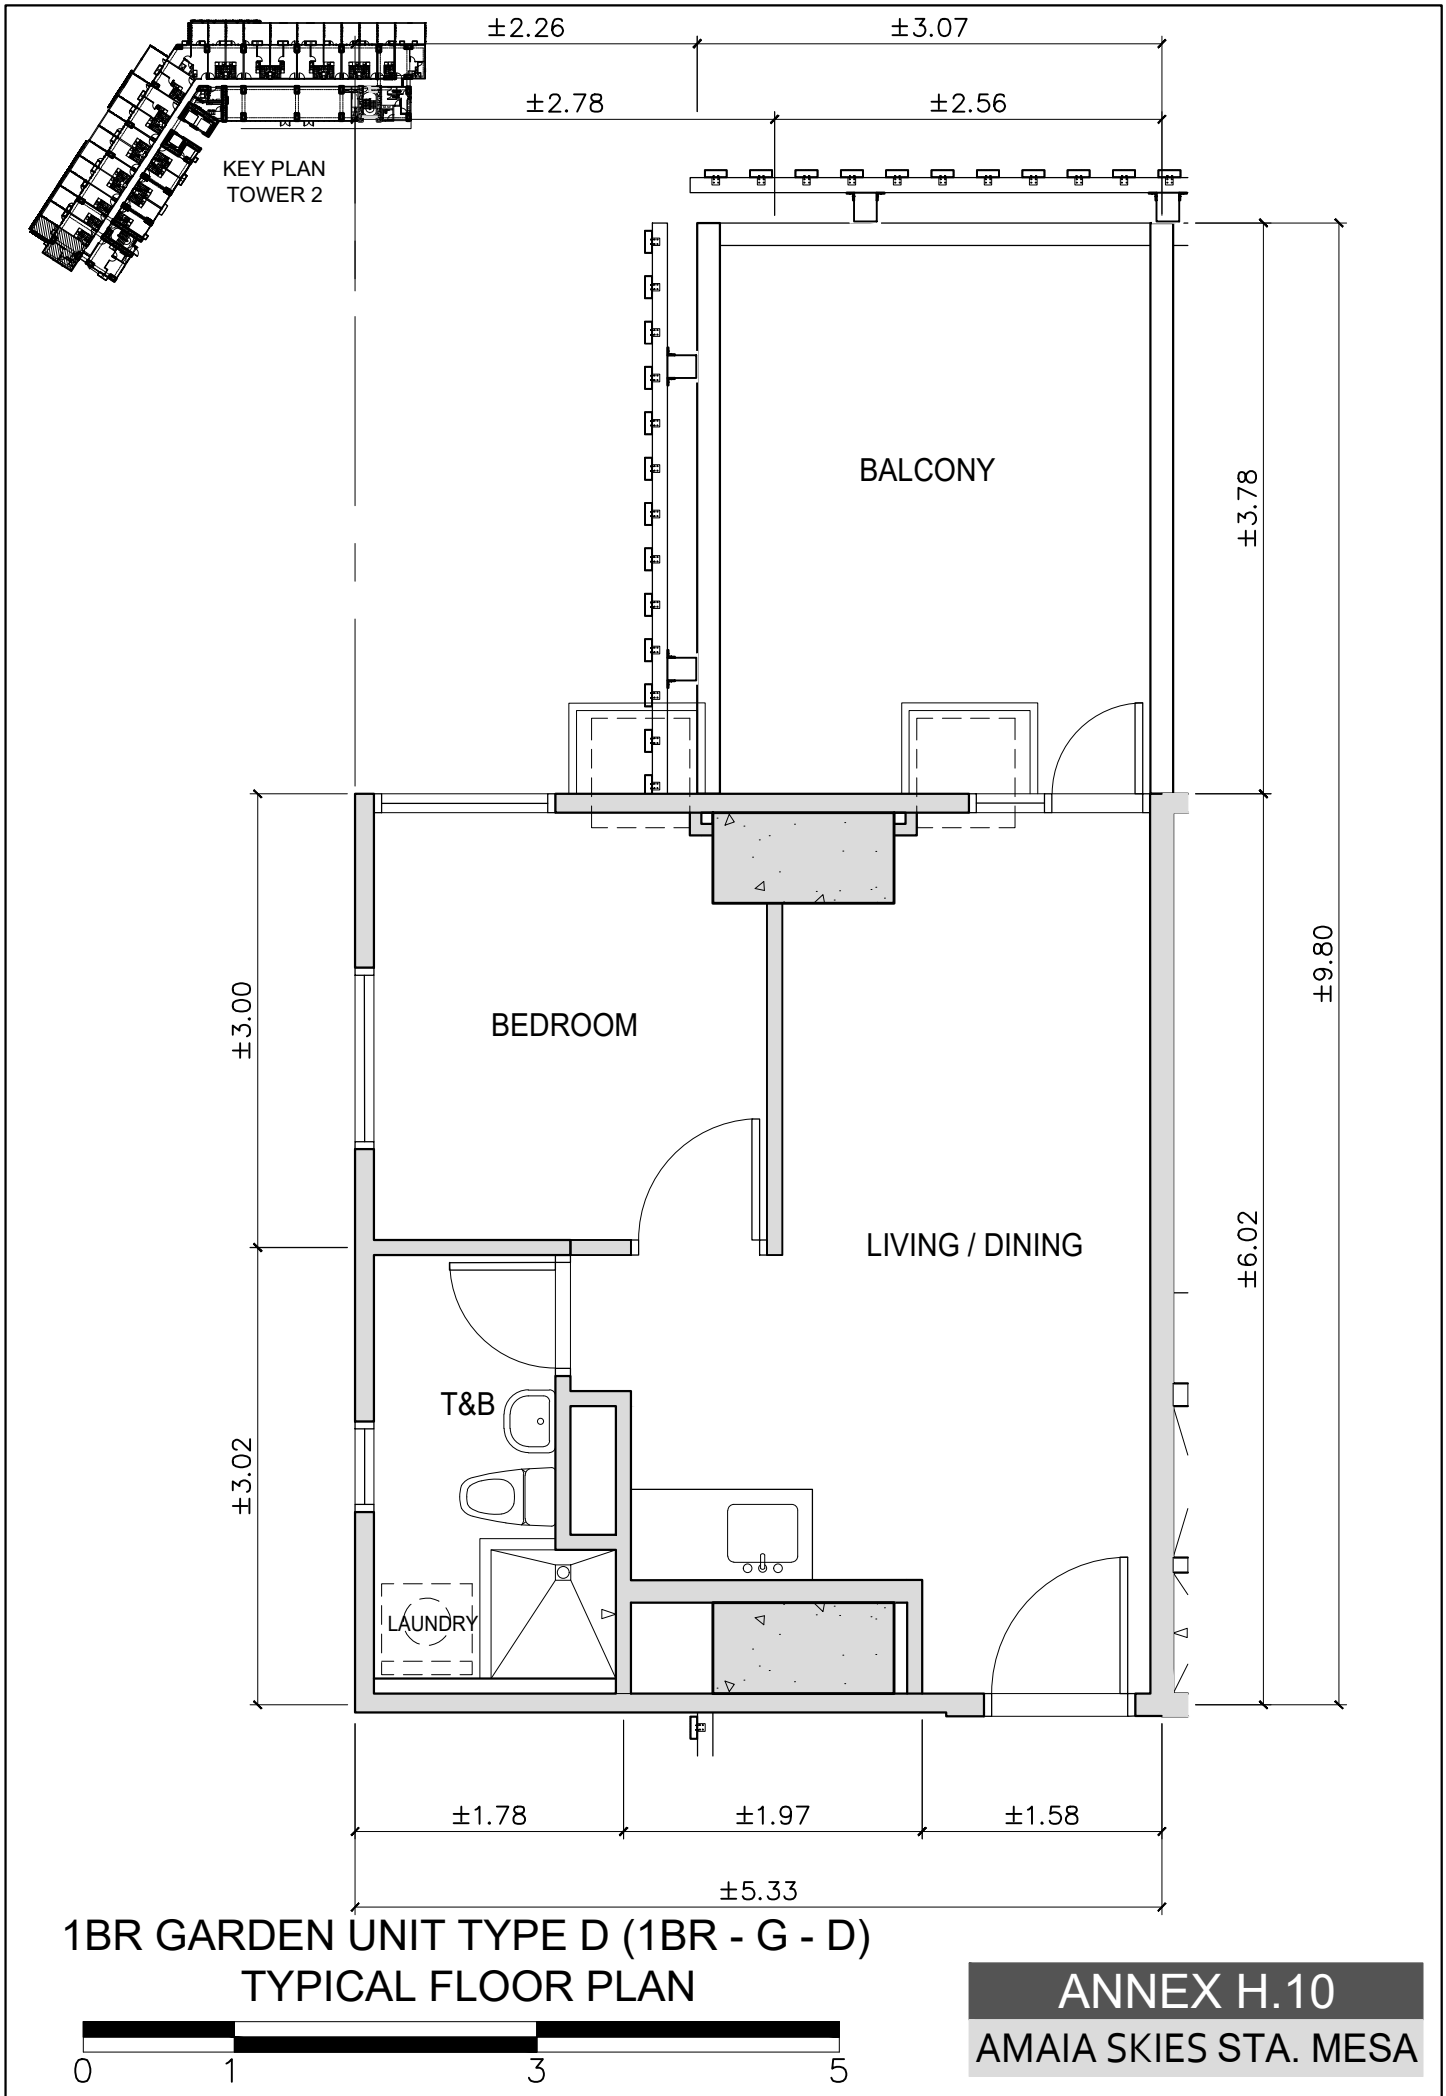 ±2.26
±3.07
±2.78
±2.56
KEY PLAN
TOWER 2
BALCONY
±3.78
±9.80
±3.00
BEDROOM
LIVING / DINING
±6.02
T&B
±3.02
LAUNDRY
±1.78
±1.97
±1.58
±5.33
1BR GARDEN UNIT TYPE D (1BR - G - D)
TYPICAL FLOOR PLAN
0 1 3 5
ANNEX H.10
AMAIA SKIES STA. MESA